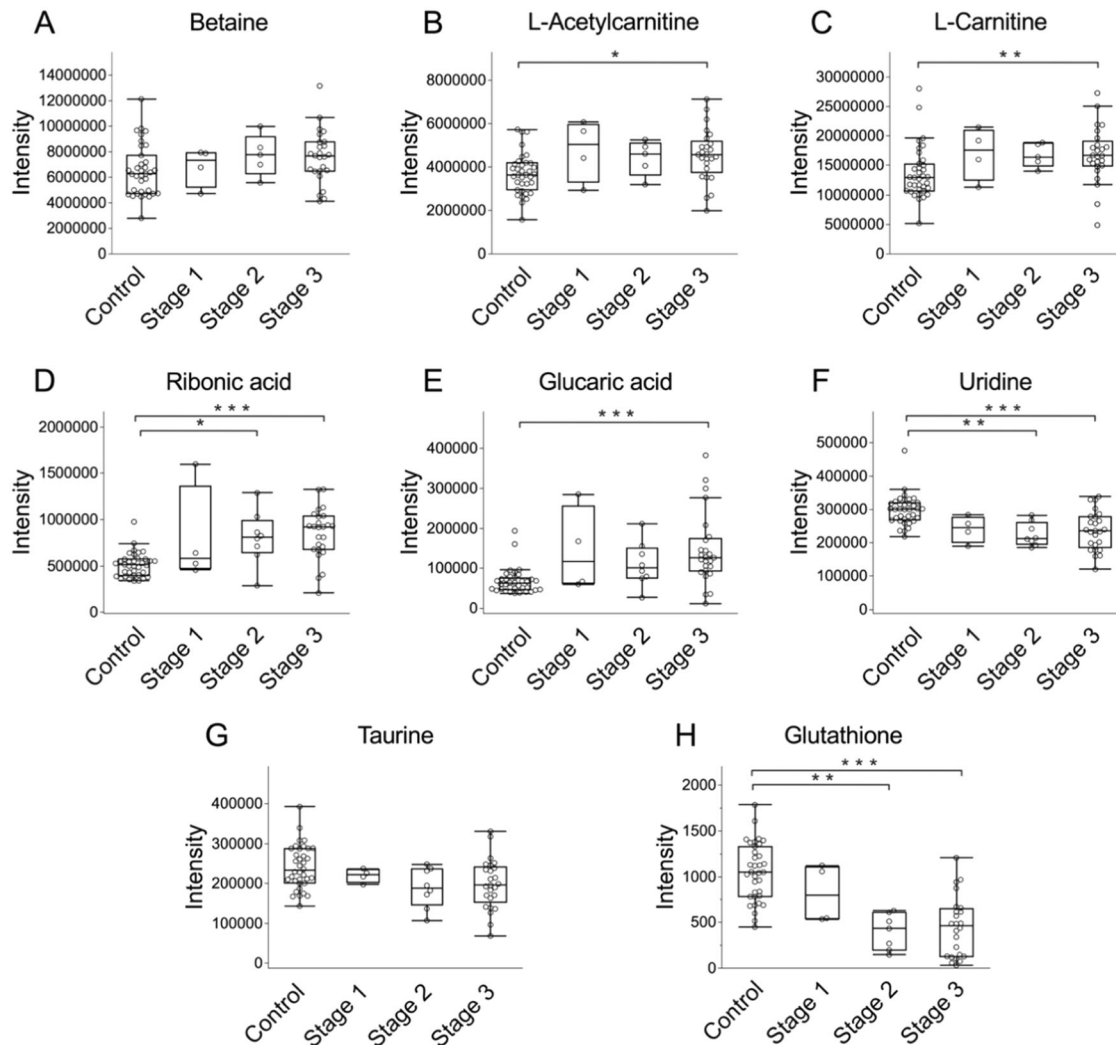 A Betaine
Intensity
14000000
12000000
10000000
8000000
6000000
4000000
2000000
0
Control Stage 1 Stage 2 Stage 3
B L-Acetylcarnitine
*
Intensity
8000000
6000000
4000000
2000000
0
Control Stage 1 Stage 2 Stage 3
C L-Carnitine
* *
Intensity
30000000
25000000
20000000
15000000
10000000
5000000
0
Control Stage 1 Stage 2 Stage 3
D Ribonic acid
* * *
*
Intensity
2000000
1500000
1000000
500000
0
Control Stage 1 Stage 2 Stage 3
E Glucaric acid
* * *
Intensity
400000
300000
200000
100000
0
Control Stage 1 Stage 2 Stage 3
F Uridine
* * *
* *
Intensity
500000
400000
300000
200000
100000
0
Control Stage 1 Stage 2 Stage 3
G Taurine
Intensity
400000
300000
200000
100000
0
Control Stage 1 Stage 2 Stage 3
H Glutathione
* * *
* *
Intensity
2000
1500
1000
500
0
Control Stage 1 Stage 2 Stage 3